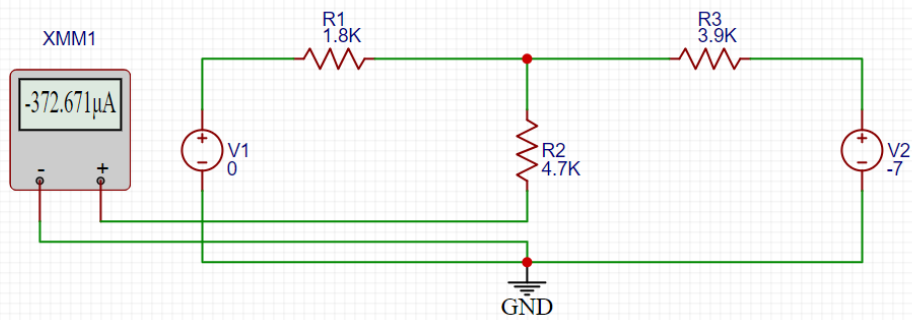 XMM1
-372.671μA
- +
R1
1.8K
R3
3.9K
+
-
V1
0
R2
4.7K
+
-
V2
-7
GND